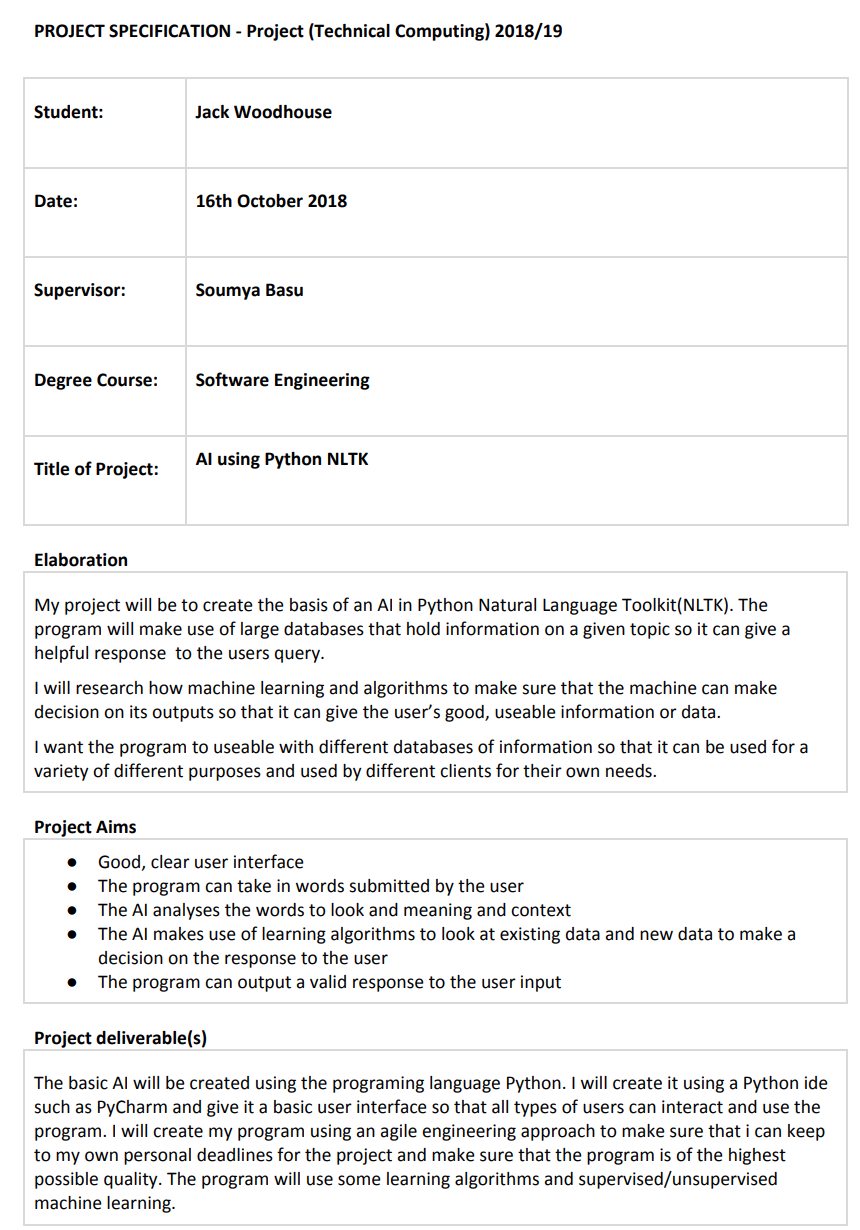 PROJECT SPECIFICATION - Project (Technical Computing) 2018/19
Student:
Jack Woodhouse
Date:
16th October 2018
Supervisor:
Soumya Basu
Degree Course:
Software Engineering
Title of Project:
AI using Python NLTK
Elaboration
My project will be to create the basis of an AI in Python Natural Language Toolkit(NLTK). The
program will make use of large databases that hold information on a given topic so it can give a
helpful response  to the users query.
I will research how machine learning and algorithms to make sure that the machine can make
decision on its outputs so that it can give the user's good, useable information or data.
I want the program to useable with different databases of information so that it can be used for a
variety of different purposes and used by different clients for their own needs.
Project Aims
● Good, clear user interface
● The program can take in words submitted by the user
● The AI analyses the words to look and meaning and context
● The AI makes use of learning algorithms to look at existing data and new data to make a
decision on the response to the user
● The program can output a valid response to the user input
Project deliverable(s)
The basic AI will be created using the programing language Python. I will create it using a Python ide
such as PyCharm and give it a basic user interface so that all types of users can interact and use the
program. I will create my program using an agile engineering approach to make sure that i can keep
to my own personal deadlines for the project and make sure that the program is of the highest
possible quality. The program will use some learning algorithms and supervised/unsupervised
machine learning.